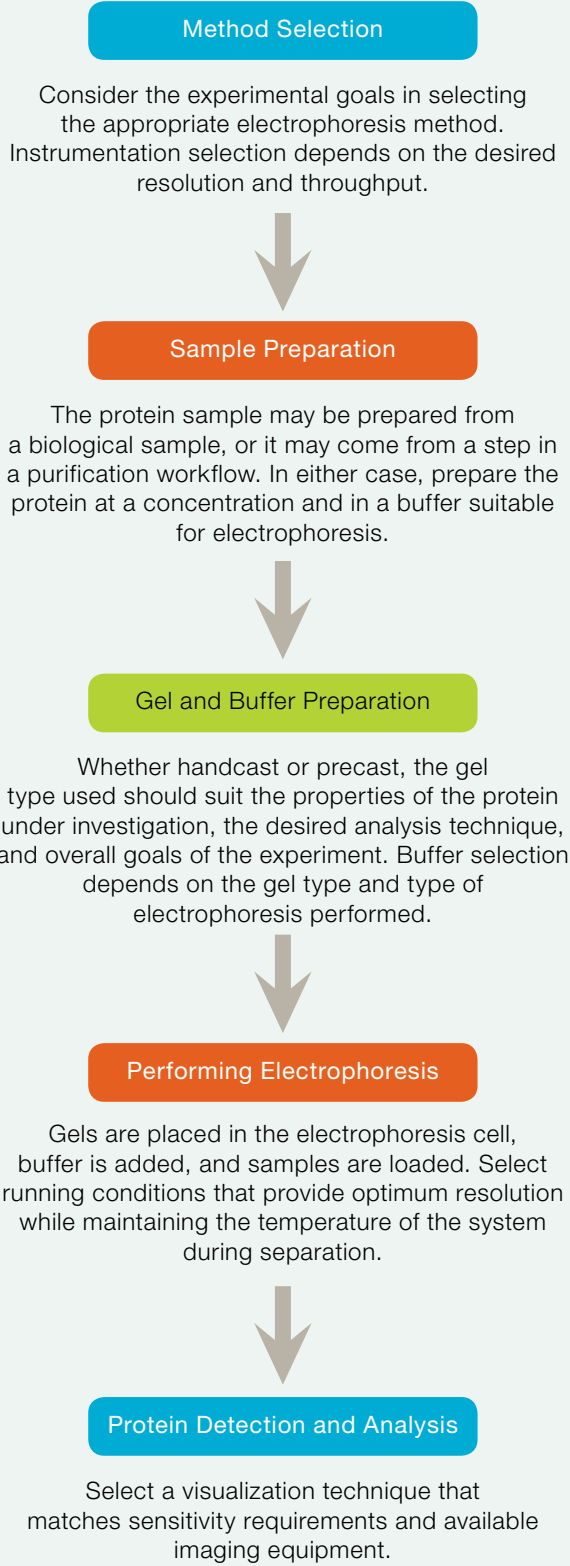 Method Selection
Consider the experimental goals in selecting
the appropriate electrophoresis method.
Instrumentation selection depends on the desired
resolution and throughput.
Sample Preparation
The protein sample may be prepared from
a biological sample, or it may come from a step in
a purification workflow. In either case, prepare the
protein at a concentration and in a buffer suitable
for electrophoresis.
Gel and Buffer Preparation
Whether handcast or precast, the gel
type used should suit the properties of the protein
under investigation, the desired analysis technique,
and overall goals of the experiment. Buffer selection
depends on the gel type and type of
electrophoresis performed.
Performing Electrophoresis
Gels are placed in the electrophoresis cell,
buffer is added, and samples are loaded. Select
running conditions that provide optimum resolution
while maintaining the temperature of the system
during separation.
Protein Detection and Analysis
Select a visualization technique that
matches sensitivity requirements and available
imaging equipment.